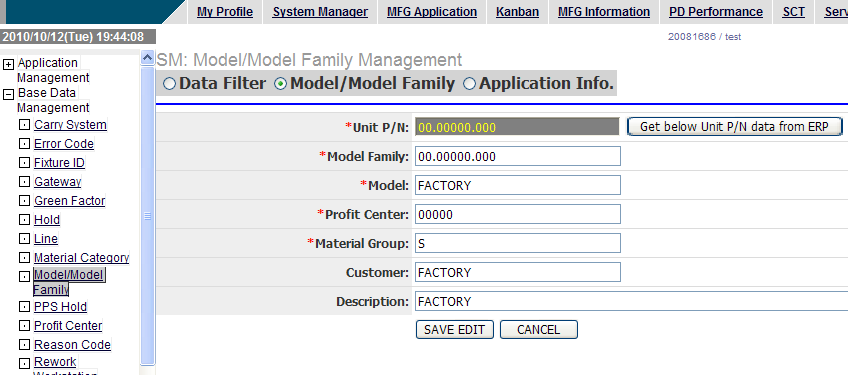 My Profile System Manager MFG Application Kanban MFG Information PD Performance SCT
2010/10/12(Tue) 19:44:08
20081686 / test
Application
Management
Base Data
Management
Carry System
Error Code
Fixture ID
Gateway
Green Factor
Hold
Line
Material Category
Model/Model
Family
PPS Hold
Profit Center
Reason Code
Rework
SM: Model/Model Family Management
Data Filter Model/Model Family Application Info.
*Unit P/N: 00.00000.000 Get below Unit P/N data from ERP
*Model Family: 00.00000.000
*Model: FACTORY
*Profit Center: 00000
*Material Group: S
Customer: FACTORY
Description: FACTORY
SAVE EDIT CANCEL